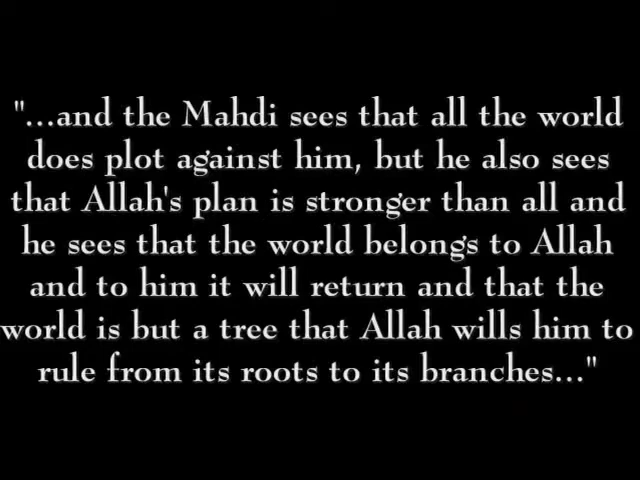 "...and the Mahdi sees that all the world
does plot against him, but he also sees
that Allah's plan is stronger than all and
he sees that the world belongs to Allah
and to him it will return and that the
world is but a tree that Allah wills him to
rule from its roots to its branches..."